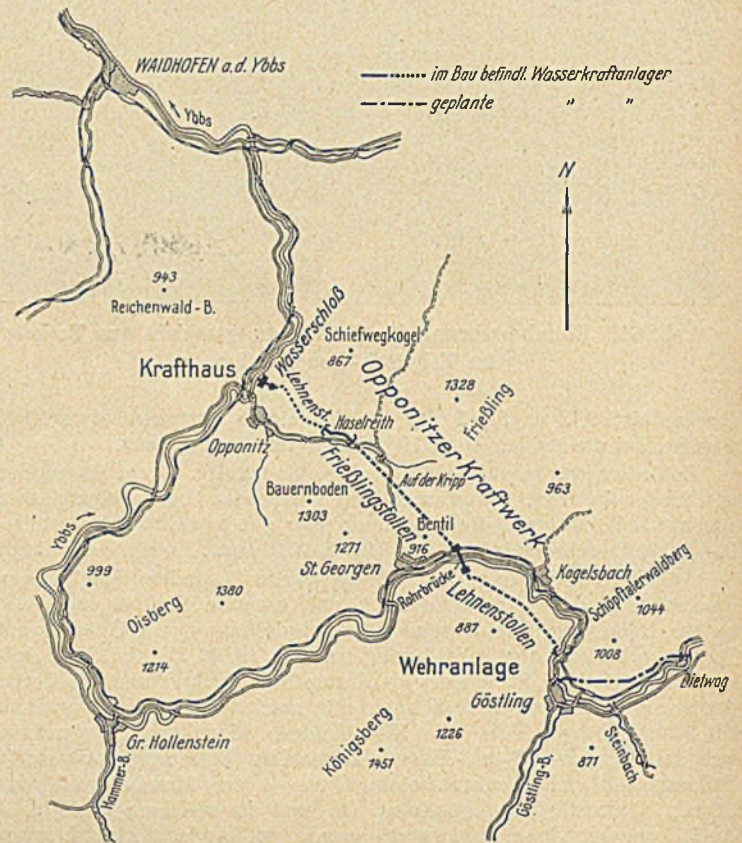 WAIDHOFEN a.d. Ybbs
im Bau befindl. Wasserkraftanlager
geplante " "
Ybbs
N
943
Reichenwald-B.
Wasserschloß
Schiefwegkogel
867
Krafthaus
Lehnenst.
Opponitzer Kraftwerk
1328
Frießling
Haselreith
Opponitz
Auf der Kripp
963
Bauernboden
1303
Frießlingstollen
Bentil
916
1271
St. Georgen
Ybbs
999
1380
Oisberg
1214
Rohrbrücke
Lehnenstollen
Kogelsbach
Schöpftalerwaldberg
1044
887
1008
Wehranlage
Göstling
Dietwag
Gr. Hollenstein
Hammer-B.
Königsberg
1451
1226
Göstling-B.
871
Steinbach